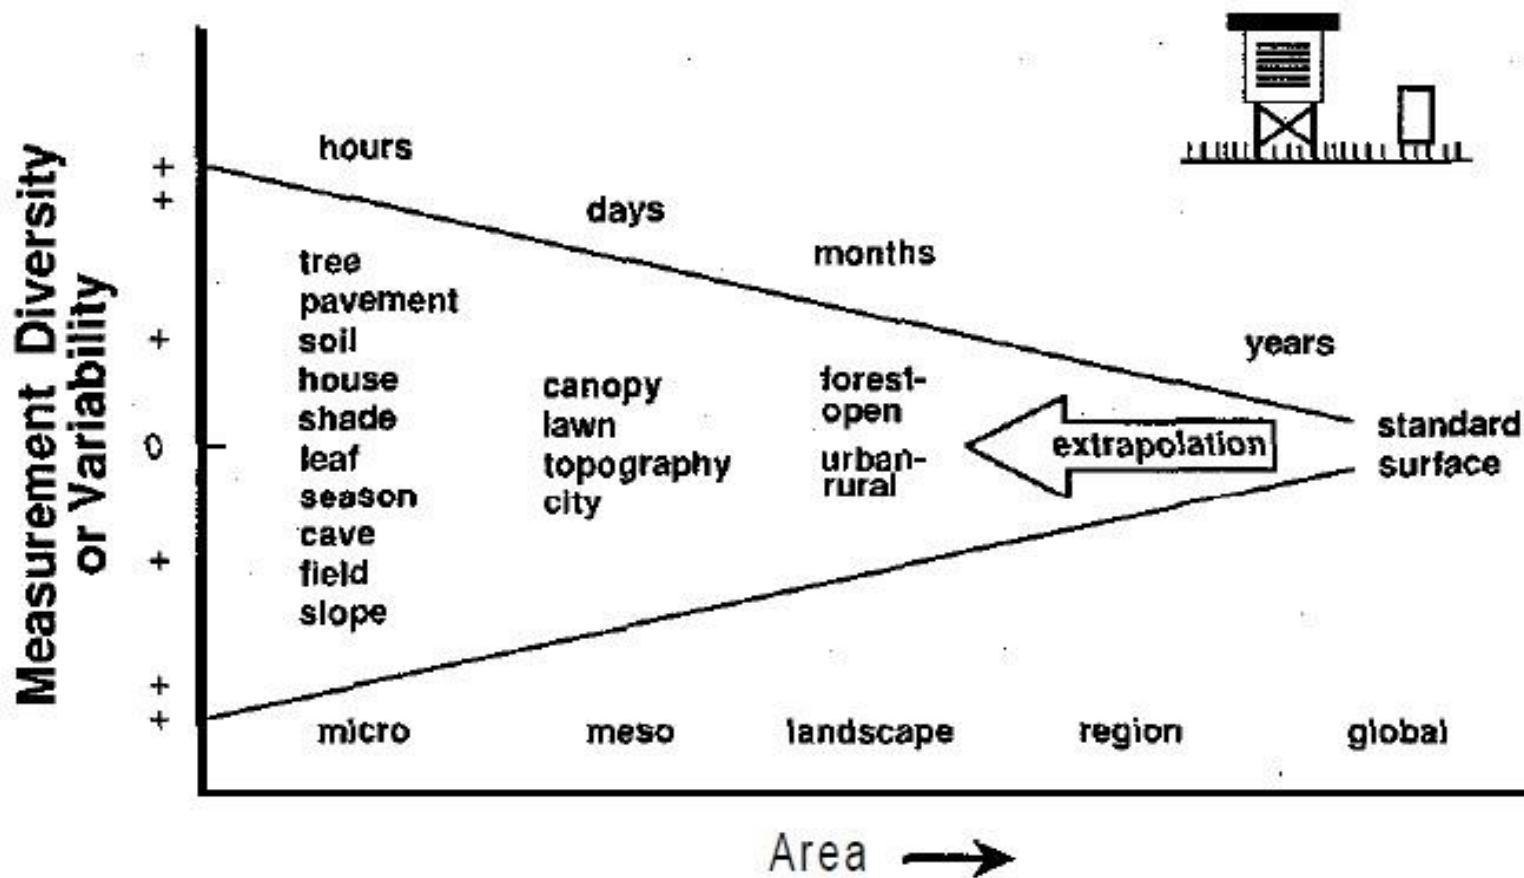 Measurement Diversity
or Variability
+
+
+
0
+
+
+
hours
days
months
years
tree
pavement
soil
house
shade
leaf
season
cave
field
slope
canopy
lawn
topography
city
forest-
open
urban-
rural
extrapolation
standard
surface
micro
meso
landscape
region
global
Area